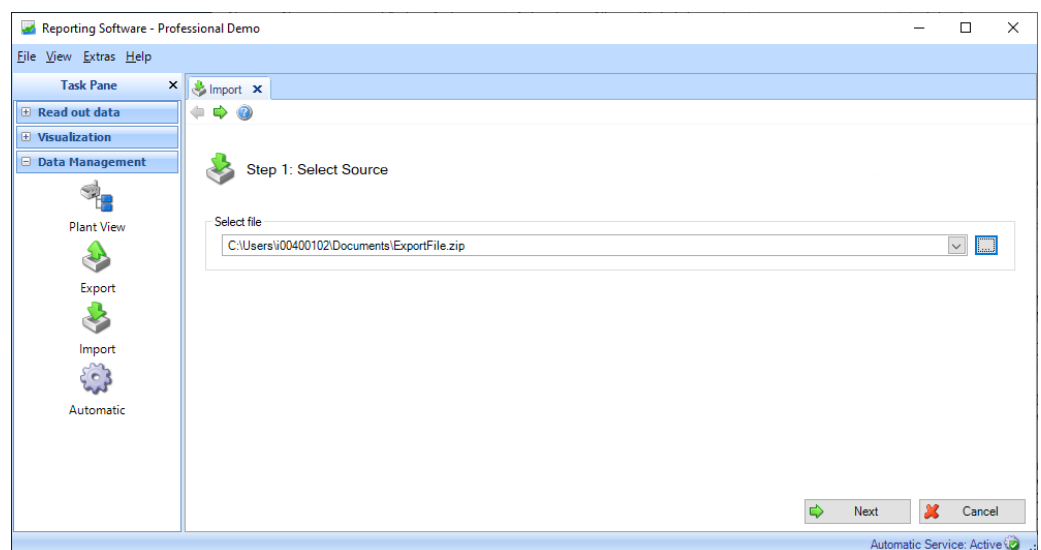 Reporting Software - Professional Demo
File View Extras Help
Task Pane
Import
Read out data
Visualization
Data Management
Step 1: Select Source
Plant View
Select file
C:\Users\i00400102\Documents\ExportFile.zip
Export
Import
Automatic
Next
Cancel
Automatic Service: Active